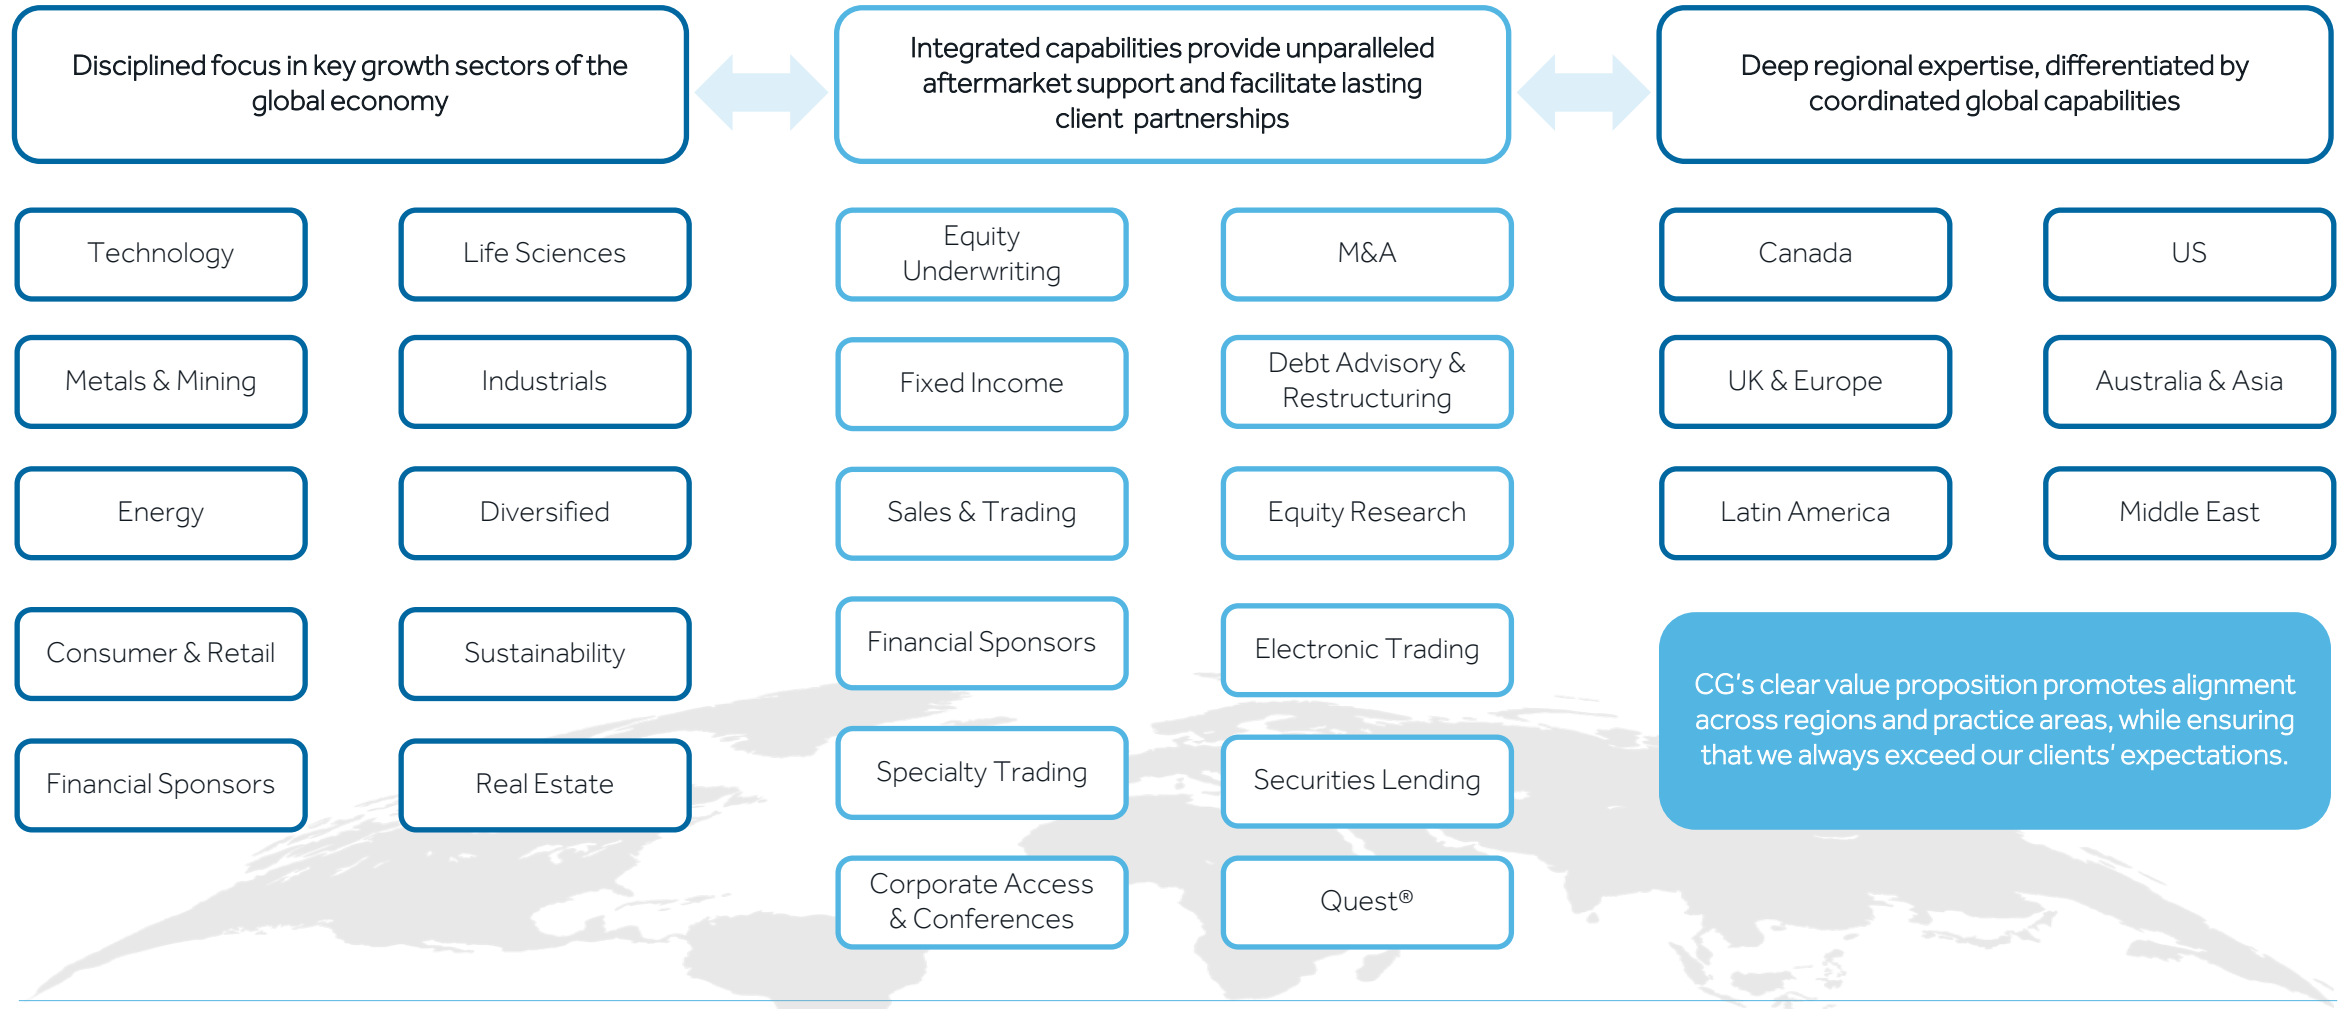 Disciplined focus in key growth sectors of the
global economy
Integrated capabilities provide unparalleled
aftermarket support and facilitate lasting
client partnerships
Deep regional expertise, differentiated by
coordinated global capabilities
Technology
Life Sciences
Metals & Mining
Industrials
Energy
Diversified
Consumer & Retail
Sustainability
Financial Sponsors
Real Estate
Equity
Underwriting
M&A
Fixed Income
Debt Advisory &
Restructuring
Sales & Trading
Equity Research
Financial Sponsors
Electronic Trading
Specialty Trading
Securities Lending
Corporate Access
& Conferences
Quest®
Canada
US
UK & Europe
Australia & Asia
Latin America
Middle East
CG's clear value proposition promotes alignment
across regions and practice areas, while ensuring
that we always exceed our clients' expectations.